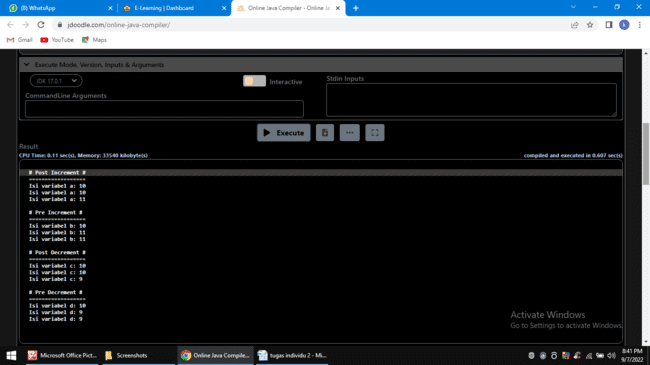 (8) WhatsApp
E-Learning | Dashboard
Online Java Compiler - Online Ja
jdoodle.com/online-java-compiler/
Gmail
YouTube
Maps
Execute Mode, Version, Inputs & Arguments
JDK 17.0.1
Interactive
Stdin Inputs
CommandLine Arguments
Execute
Result
CPU Time: 0.11 sec(s), Memory: 33540 kilobyte(s)
compiled and executed in 0.607 sec(s)
# Post Increment #
==================
Isi variabel a: 10
Isi variabel a: 10
Isi variabel a: 11
# Pre Increment #
==================
Isi variabel b: 10
Isi variabel b: 11
Isi variabel b: 11
# Post Decrement #
==================
Isi variabel c: 10
Isi variabel c: 10
Isi variabel c: 9
# Pre Decrement #
==================
Isi variabel d: 10
Isi variabel d: 9
Isi variabel d: 9
Activate Windows
Go to Settings to activate Windows.
Microsoft Office Pict...
Screenshots
Online Java Compile...
tugas individu 2 - Mi...
8:41 PM
9/7/2022